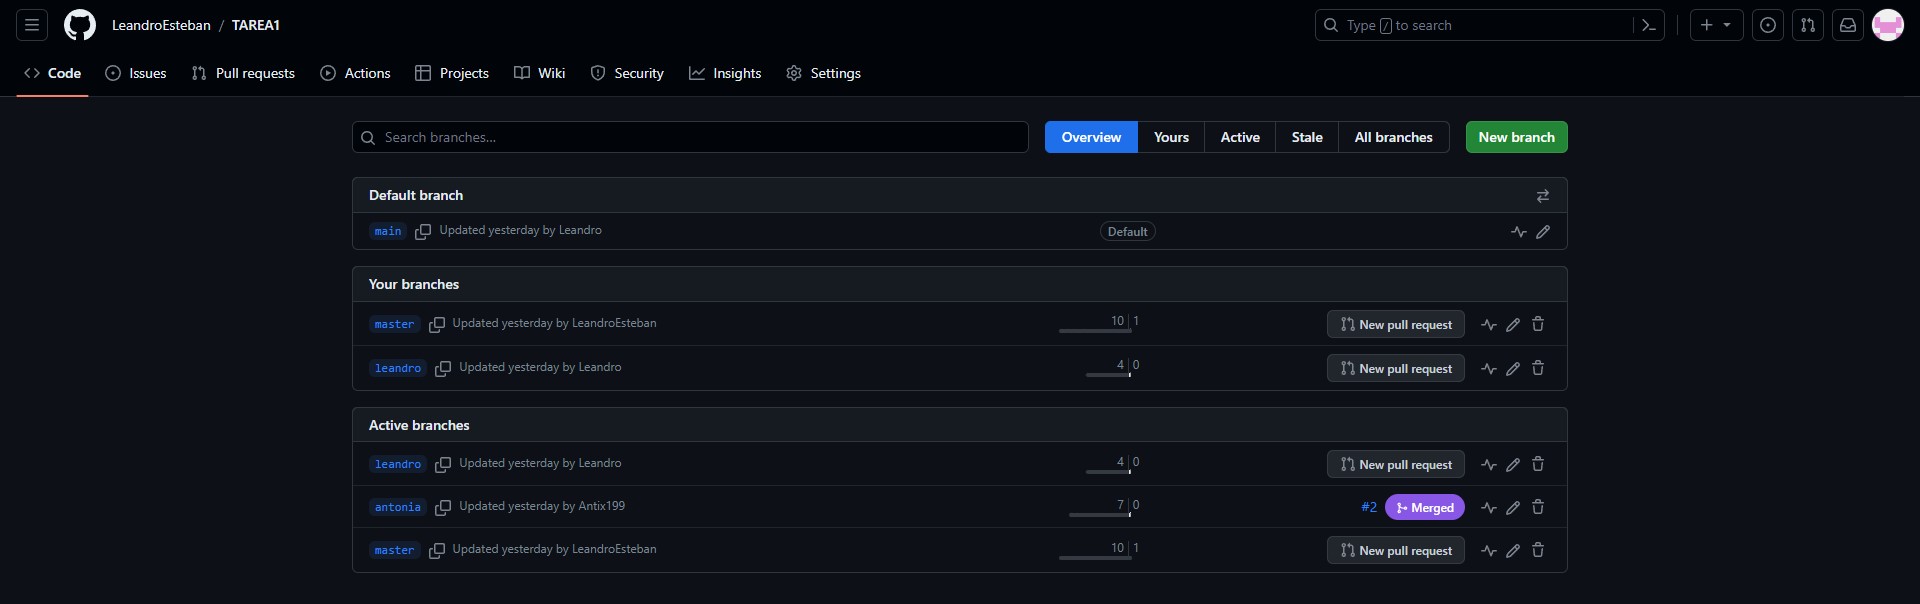 LeandroEsteban / TAREA1
Type / to search
Code Issues Pull requests Actions Projects Wiki Security Insights Settings
Search branches...
Overview Yours Active Stale All branches
New branch
Default branch
main Updated yesterday by Leandro Default
Your branches
master Updated yesterday by LeandroEsteban 10 1 New pull request
leandro Updated yesterday by Leandro 4 0 New pull request
Active branches
leandro Updated yesterday by Leandro 4 0 New pull request
antonia Updated yesterday by Antix199 7 0 #2 Merged
master Updated yesterday by LeandroEsteban 10 1 New pull request